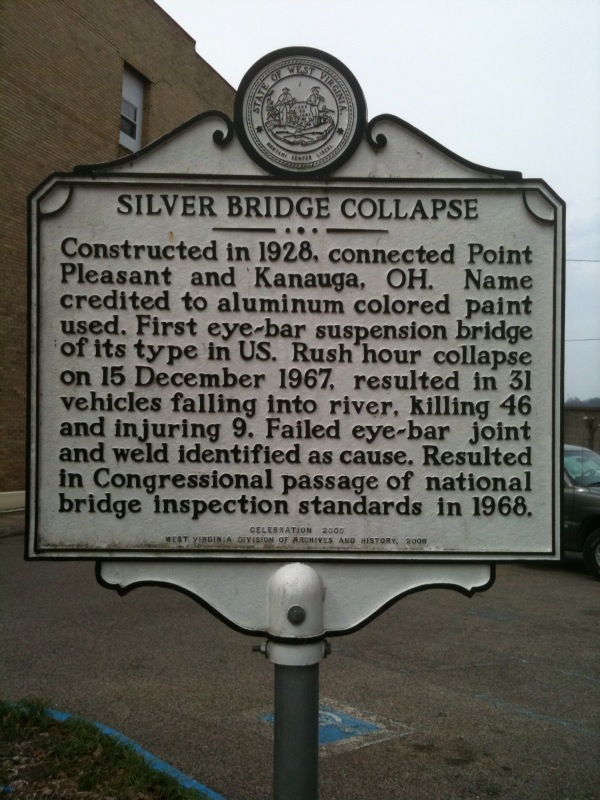 STATE OF WEST VIRGINIA
MONTANI SEMPER LIBERI
SILVER BRIDGE COLLAPSE
Constructed in 1928, connected Point
Pleasant and Kanauga, OH. Name
credited to aluminum colored paint
used. First eye-bar suspension bridge
of its type in US. Rush hour collapse
on 15 December 1967, resulted in 31
vehicles falling into river, killing 46
and injuring 9. Failed eye-bar joint
and weld identified as cause. Resulted
in Congressional passage of national
bridge inspection standards in 1968.
CELEBRATION 2000
WEST VIRGINIA DIVISION OF ARCHIVES AND HISTORY, 2000